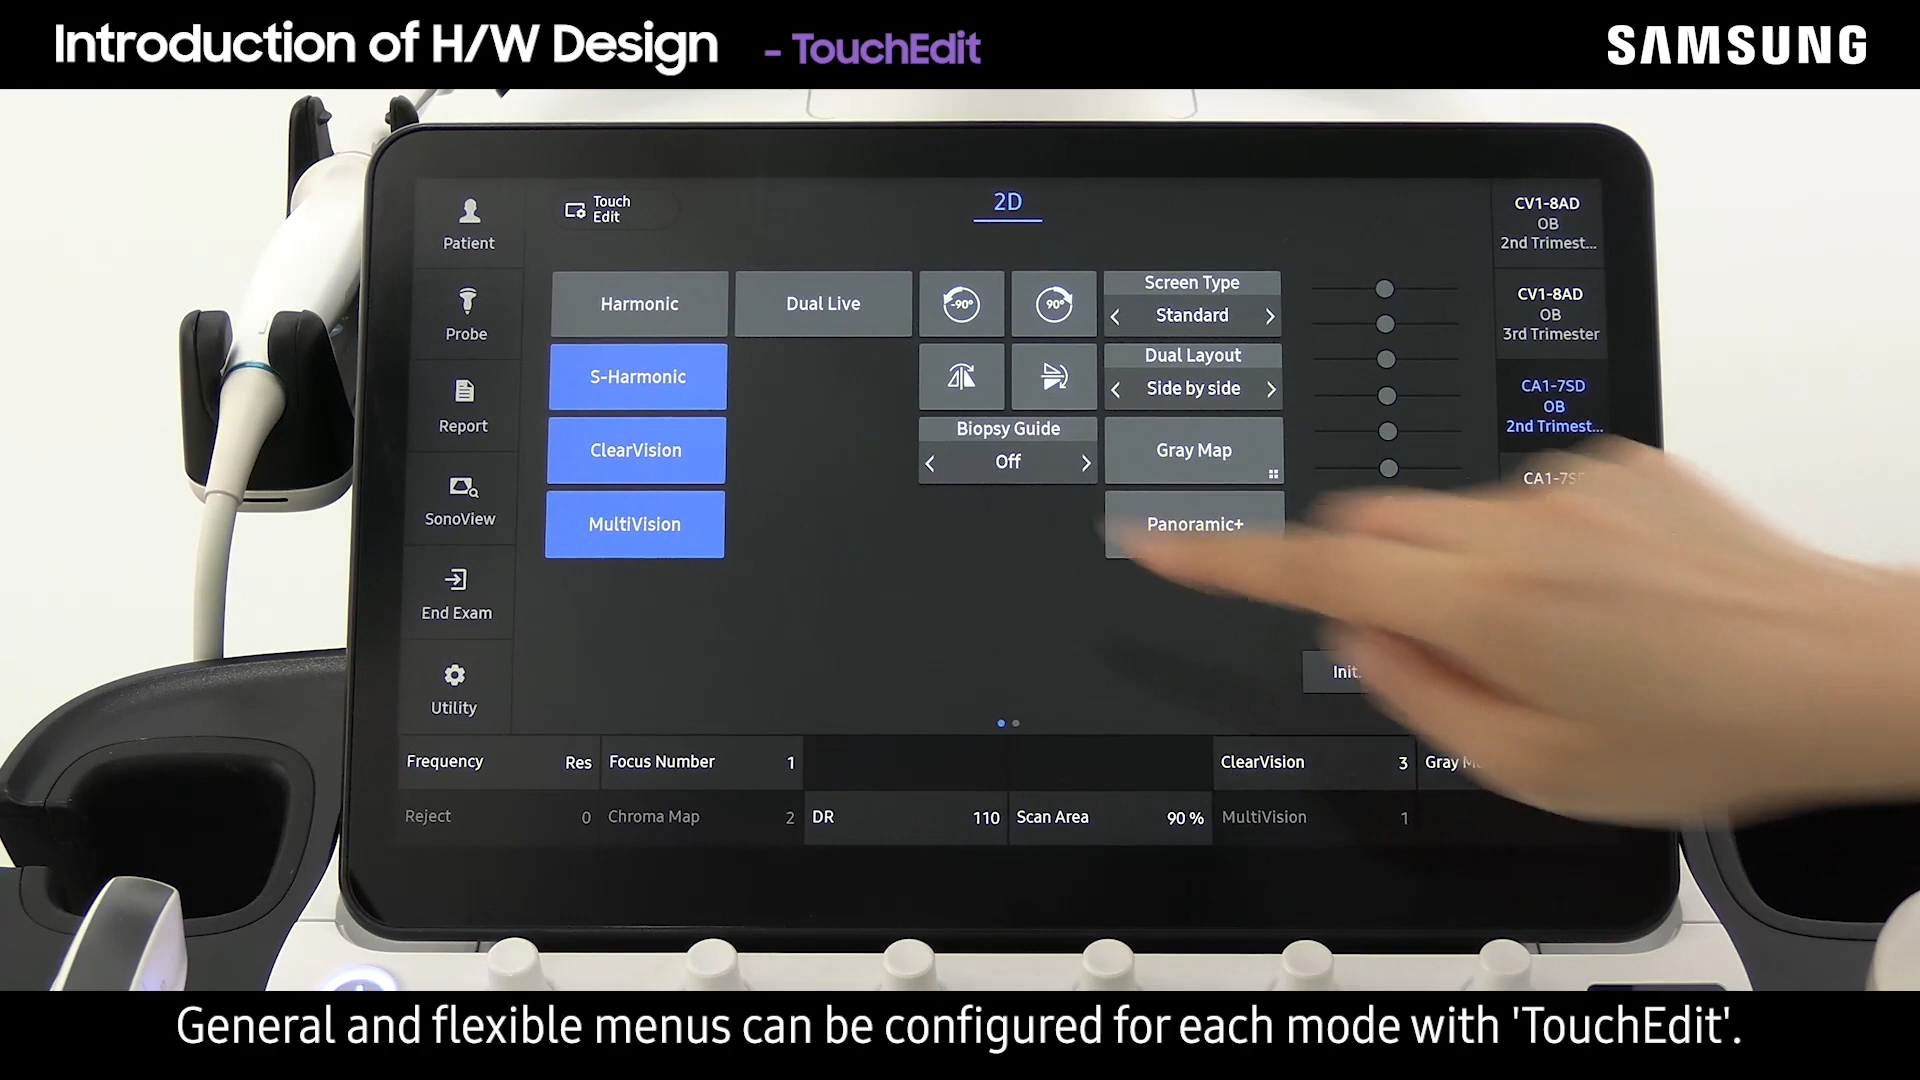 Introduction of H/W Design - TouchEdit
SAMSUNG
Touch
Edit
2D
Patient
Probe
Report
SonoView
End Exam
Utility
Harmonic
Dual Live
-90°
90°
Screen Type
Standard
S-Harmonic
Dual Layout
Side by side
ClearVision
Biopsy Guide
Off
Gray Map
MultiVision
Panoramic+
Init.
CV1-8AD
OB
2nd Trimest...
CV1-8AD
OB
3rd Trimester
CA1-7SD
OB
2nd Trimest...
Frequency Res
Focus Number 1
ClearVision 3
Gray
Reject 0
Chroma Map 2
DR 110
Scan Area 90 %
MultiVision 1
General and flexible menus can be configured for each mode with 'TouchEdit'.